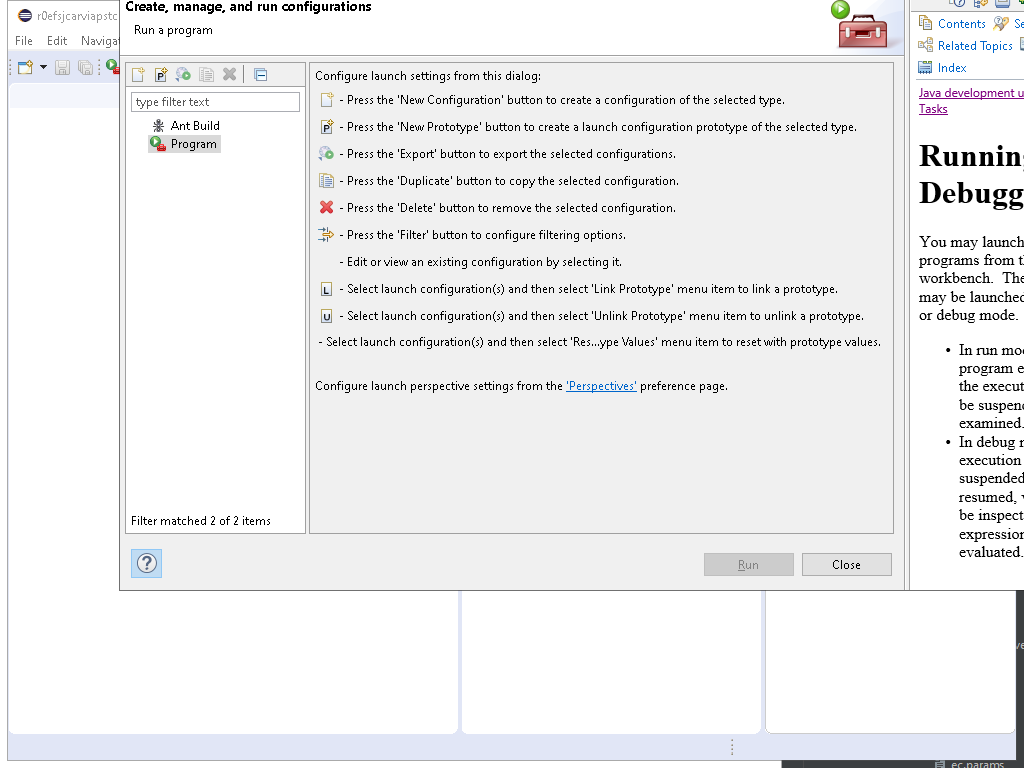 r0efsjcarviapstc
Create, manage, and run configurations
Run a program
File Edit
type filter text
Ant Build
Program
Filter matched 2 of 2 items
Configure launch settings from this dialog:
- Press the 'New Configuration' button to create a configuration of the selected type.
- Press the 'New Prototype' button to create a launch configuration prototype of the selected type.
- Press the 'Export' button to export the selected configurations.
- Press the 'Duplicate' button to copy the selected configuration.
- Press the 'Delete' button to remove the selected configuration.
- Press the 'Filter' button to configure filtering options.
- Edit or view an existing configuration by selecting it.
L - Select launch configuration(s) and then select 'Link Prototype' menu item to link a prototype.
U - Select launch configuration(s) and then select 'Unlink Prototype' menu item to unlink a prototype.
- Select launch configuration(s) and then select 'Res...ype Values' menu item to reset with prototype values.
Configure launch perspective settings from the 'Perspectives' preference page.
?
Run
Close
Contents
Related Topics
Index
Java development
Tasks
Running
Debugg
You may launch
programs from
workbench. The
may be launched
or debug mode.
• In run
program
the
be
examined.
• In debug
execution
suspended
resumed,
be
expression
evaluated.
ec.params